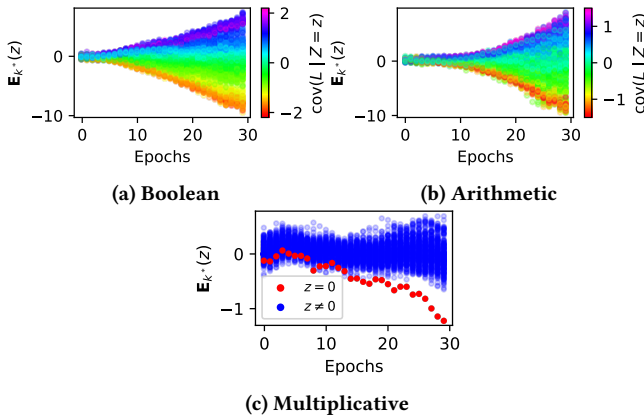 E_{k*}(z)
0
−10
0
10
20
30
Epochs
2
0
−2
cov(L | Z = z)
(a) Boolean
E_{k*}(z)
0
−10
0
10
20
30
Epochs
1
0
−1
cov(L | Z = z)
(b) Arithmetic
E_{k*}(z)
0
−1
z = 0
z ≠ 0
0
10
20
30
Epochs
(c) Multiplicative